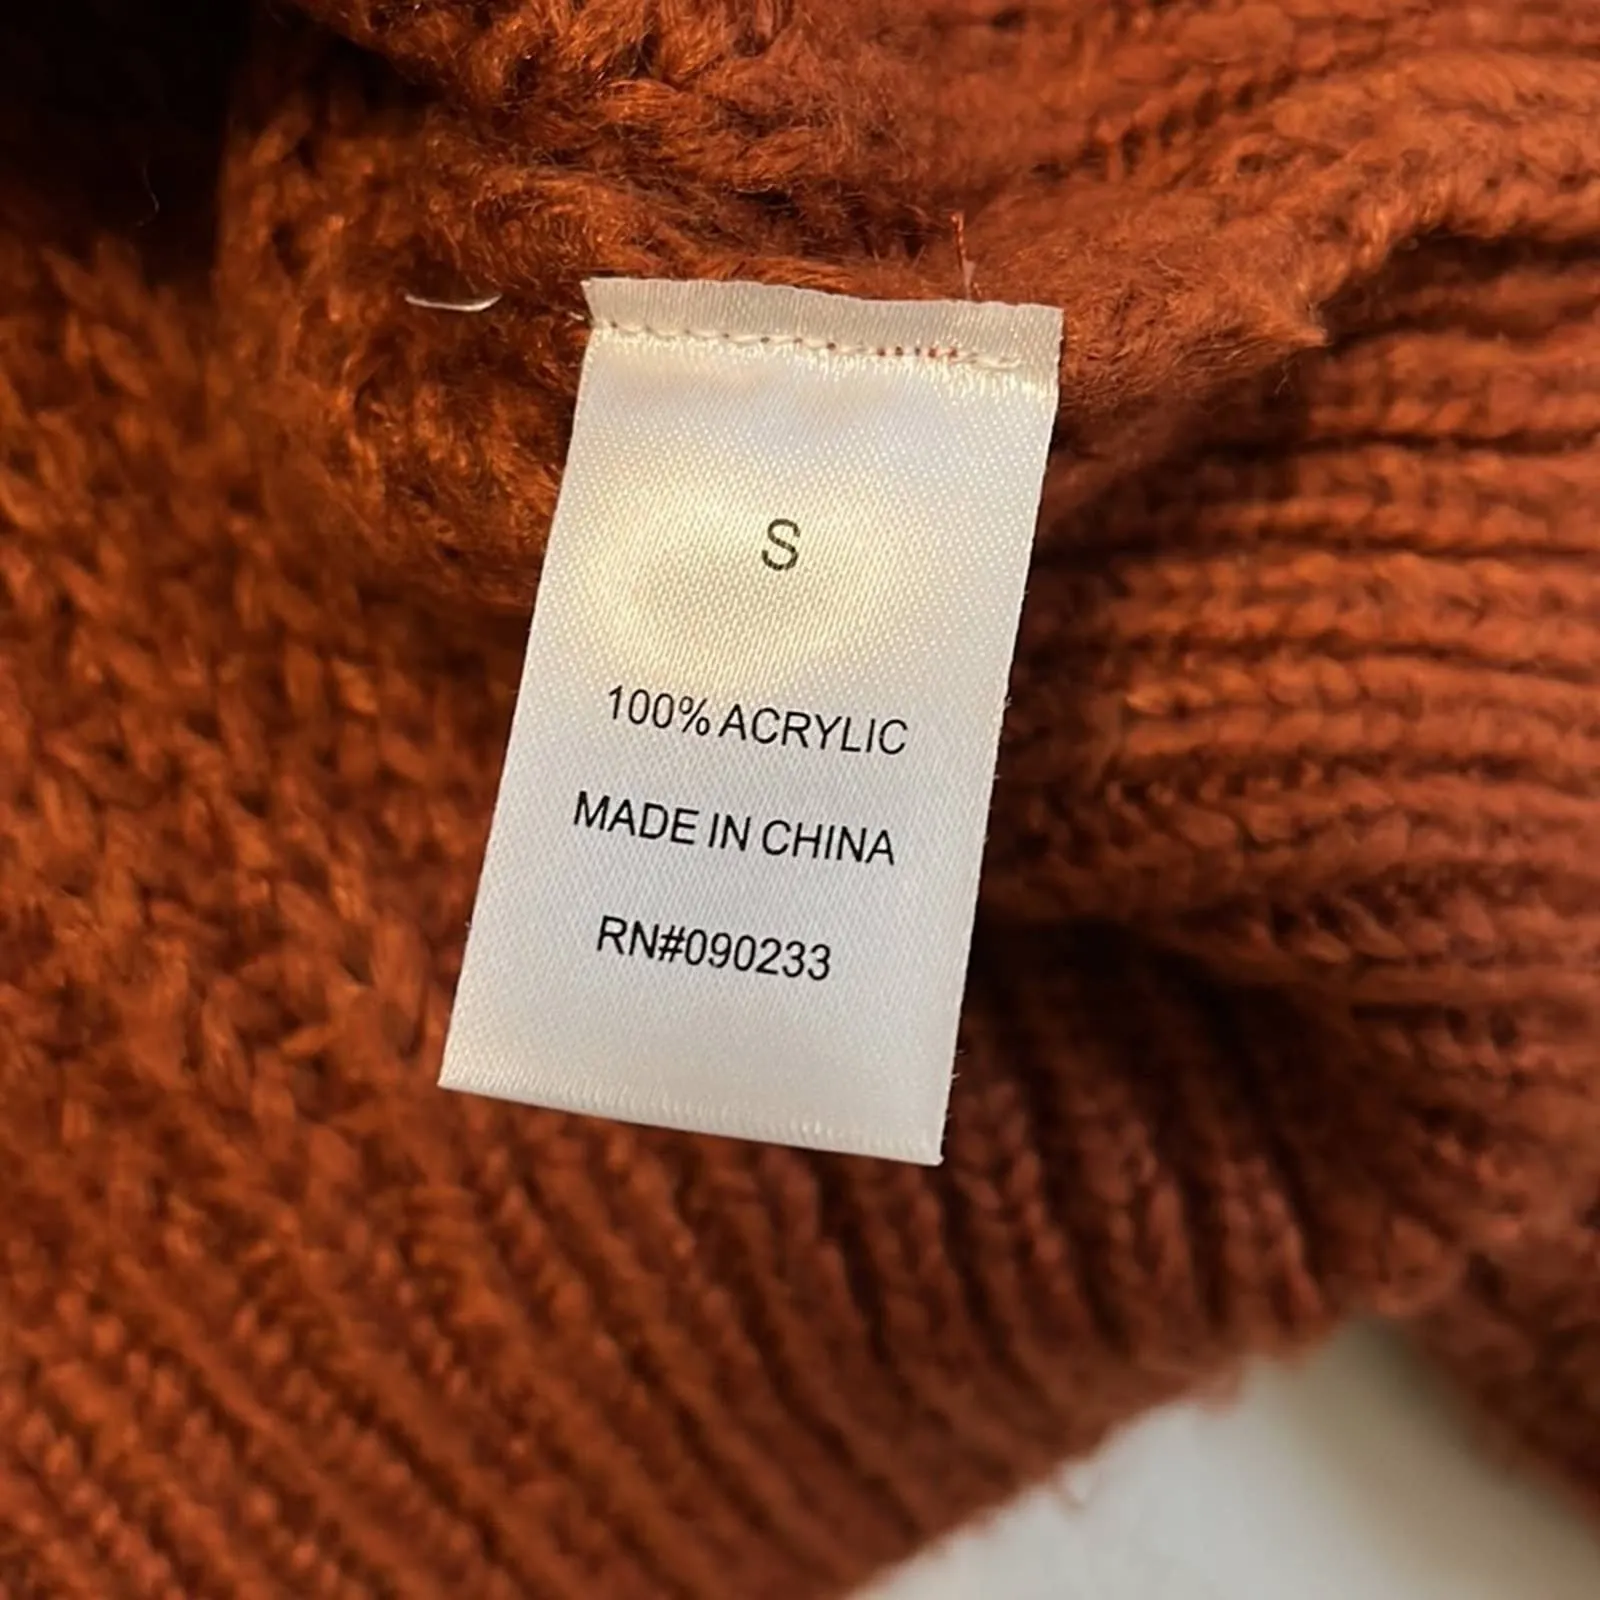 S
100% ACRYLIC
MADE IN CHINA
RN#090233